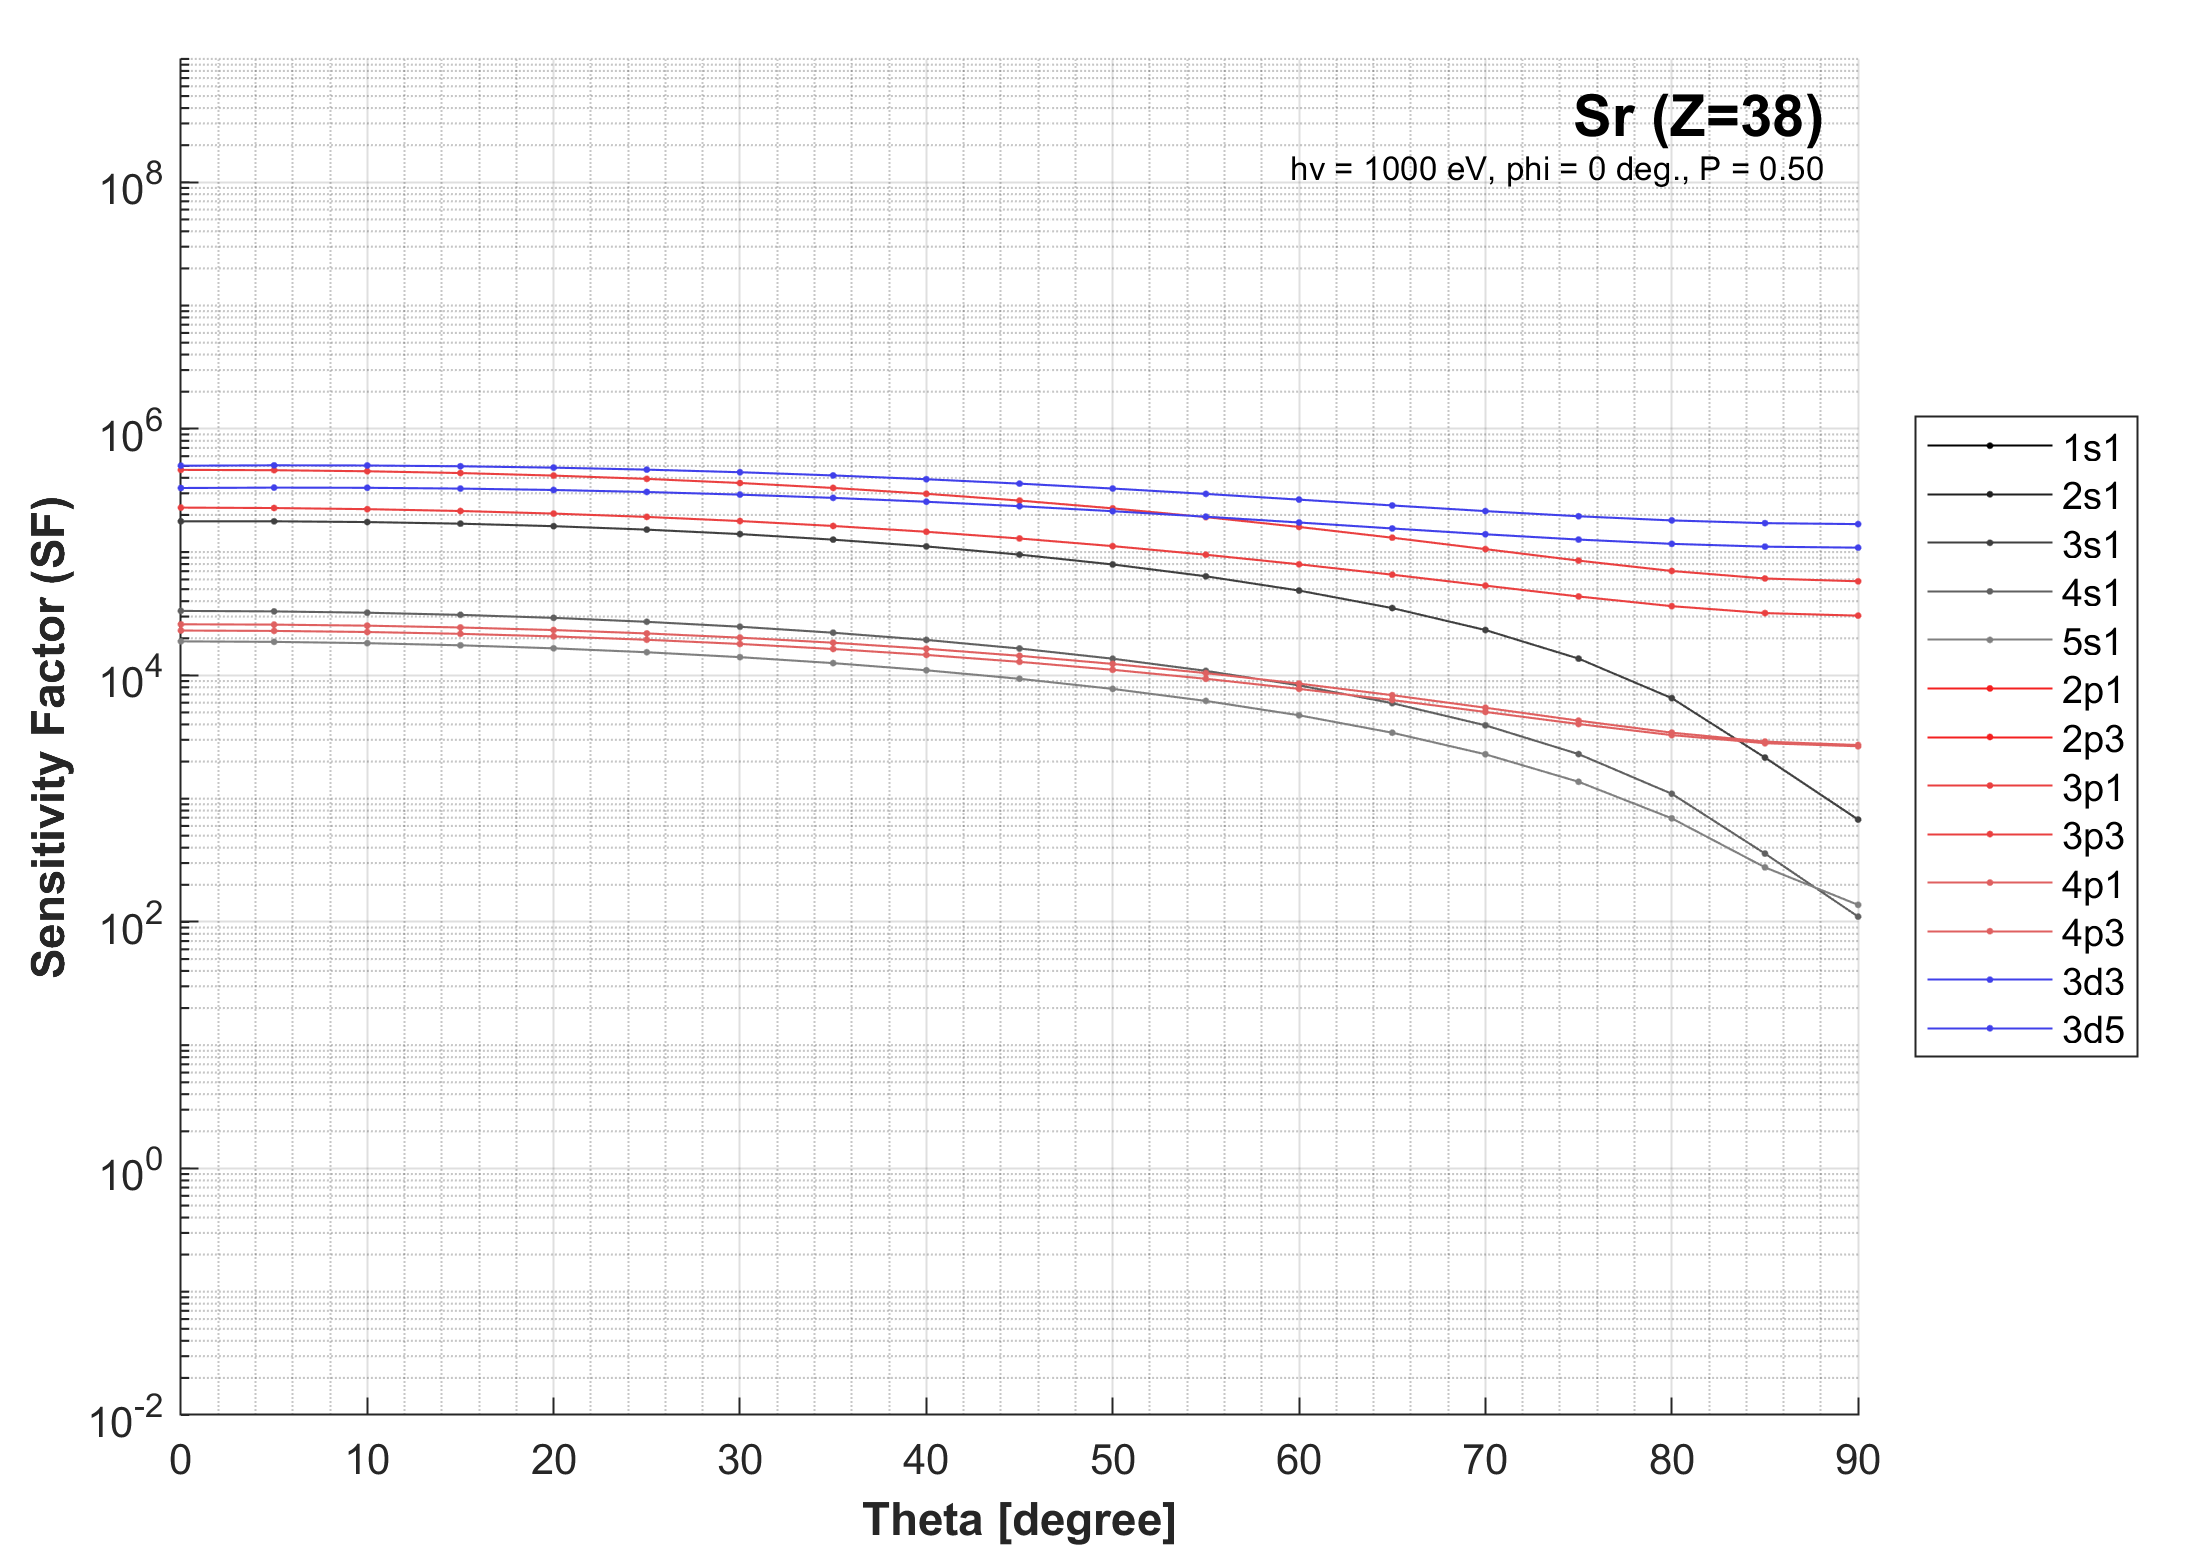 Sr (Z=38)
hv = 1000 eV, phi = 0 deg., P = 0.50
Sensitivity Factor (SF)
10^8
10^6
10^4
10^2
10^0
10^-2
0 10 20 30 40 50 60 70 80 90
Theta [degree]
1s1
2s1
3s1
4s1
5s1
2p1
2p3
3p1
3p3
4p1
4p3
3d3
3d5